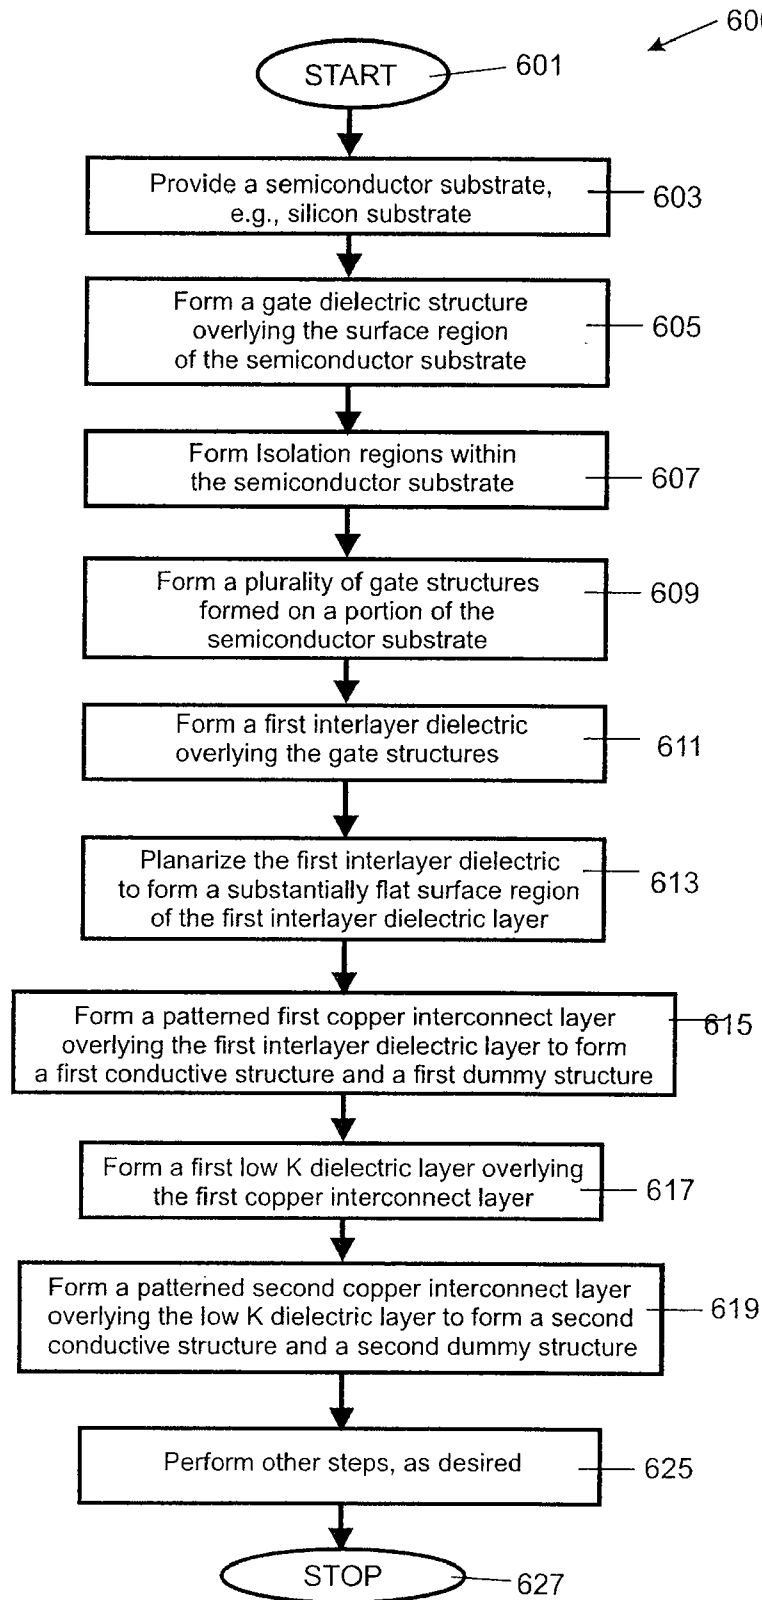 START
601
Provide a semiconductor substrate,
e.g., silicon substrate
603
Form a gate dielectric structure
overlying the surface region
of the semiconductor substrate
605
Form Isolation regions within
the semiconductor substrate
607
Form a plurality of gate structures
formed on a portion of the
semiconductor substrate
609
Form a first interlayer dielectric
overlying the gate structures
611
Planarize the first interlayer dielectric
to form a substantially flat surface region
of the first interlayer dielectric layer
613
Form a patterned first copper interconnect layer
overlying the first interlayer dielectric layer to form
a first conductive structure and a first dummy structure
615
Form a first low K dielectric layer overlying
the first copper interconnect layer
617
Form a patterned second copper interconnect layer
overlying the low K dielectric layer to form a second
conductive structure and a second dummy structure
619
Perform other steps, as desired
625
STOP
627